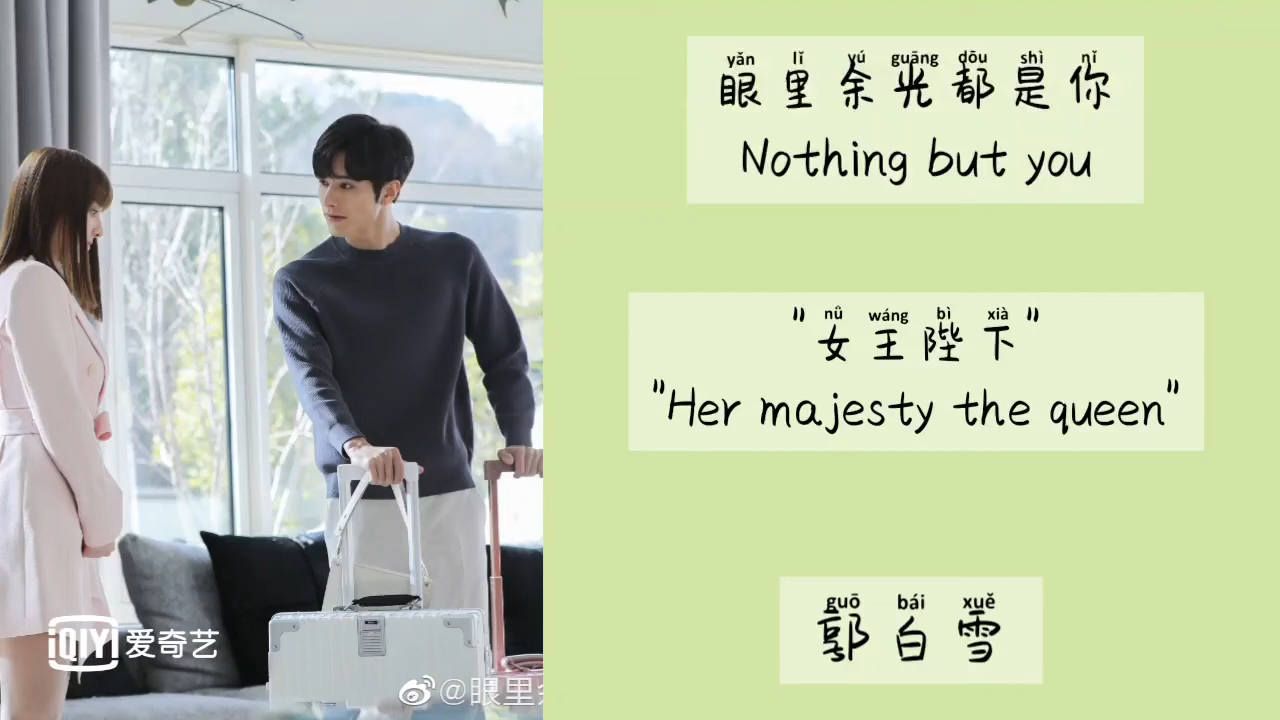 yǎn lǐ yú guāng dōu shì nǐ
眼里余光都是你
Nothing but you
nǚ wáng bì xià
"女王陛下"
"Her majesty the queen"
guō bái xuě
郭白雪
iQIYI 爱奇艺
@眼里